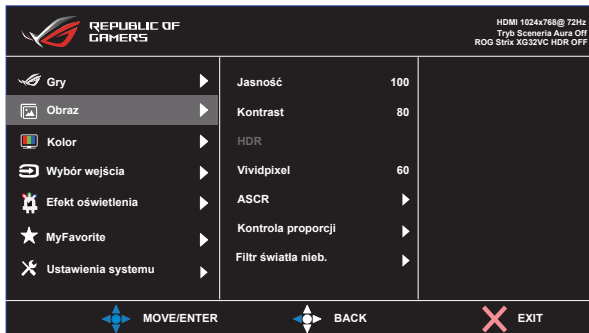 REPUBLIC OF
GAMERS
HDMI 1024x768@ 72Hz
Tryb Sceneria Aura Off
ROG Strix XG32VC HDR OFF
Gry
Obraz
Kolor
Wybór wejścia
Efekt oświetlenia
MyFavorite
Ustawienia systemu
Jasność 100
Kontrast 80
HDR
Vividpixel 60
ASCR
Kontrola proporcji
Filtr światła nieb.
MOVE/ENTER BACK EXIT